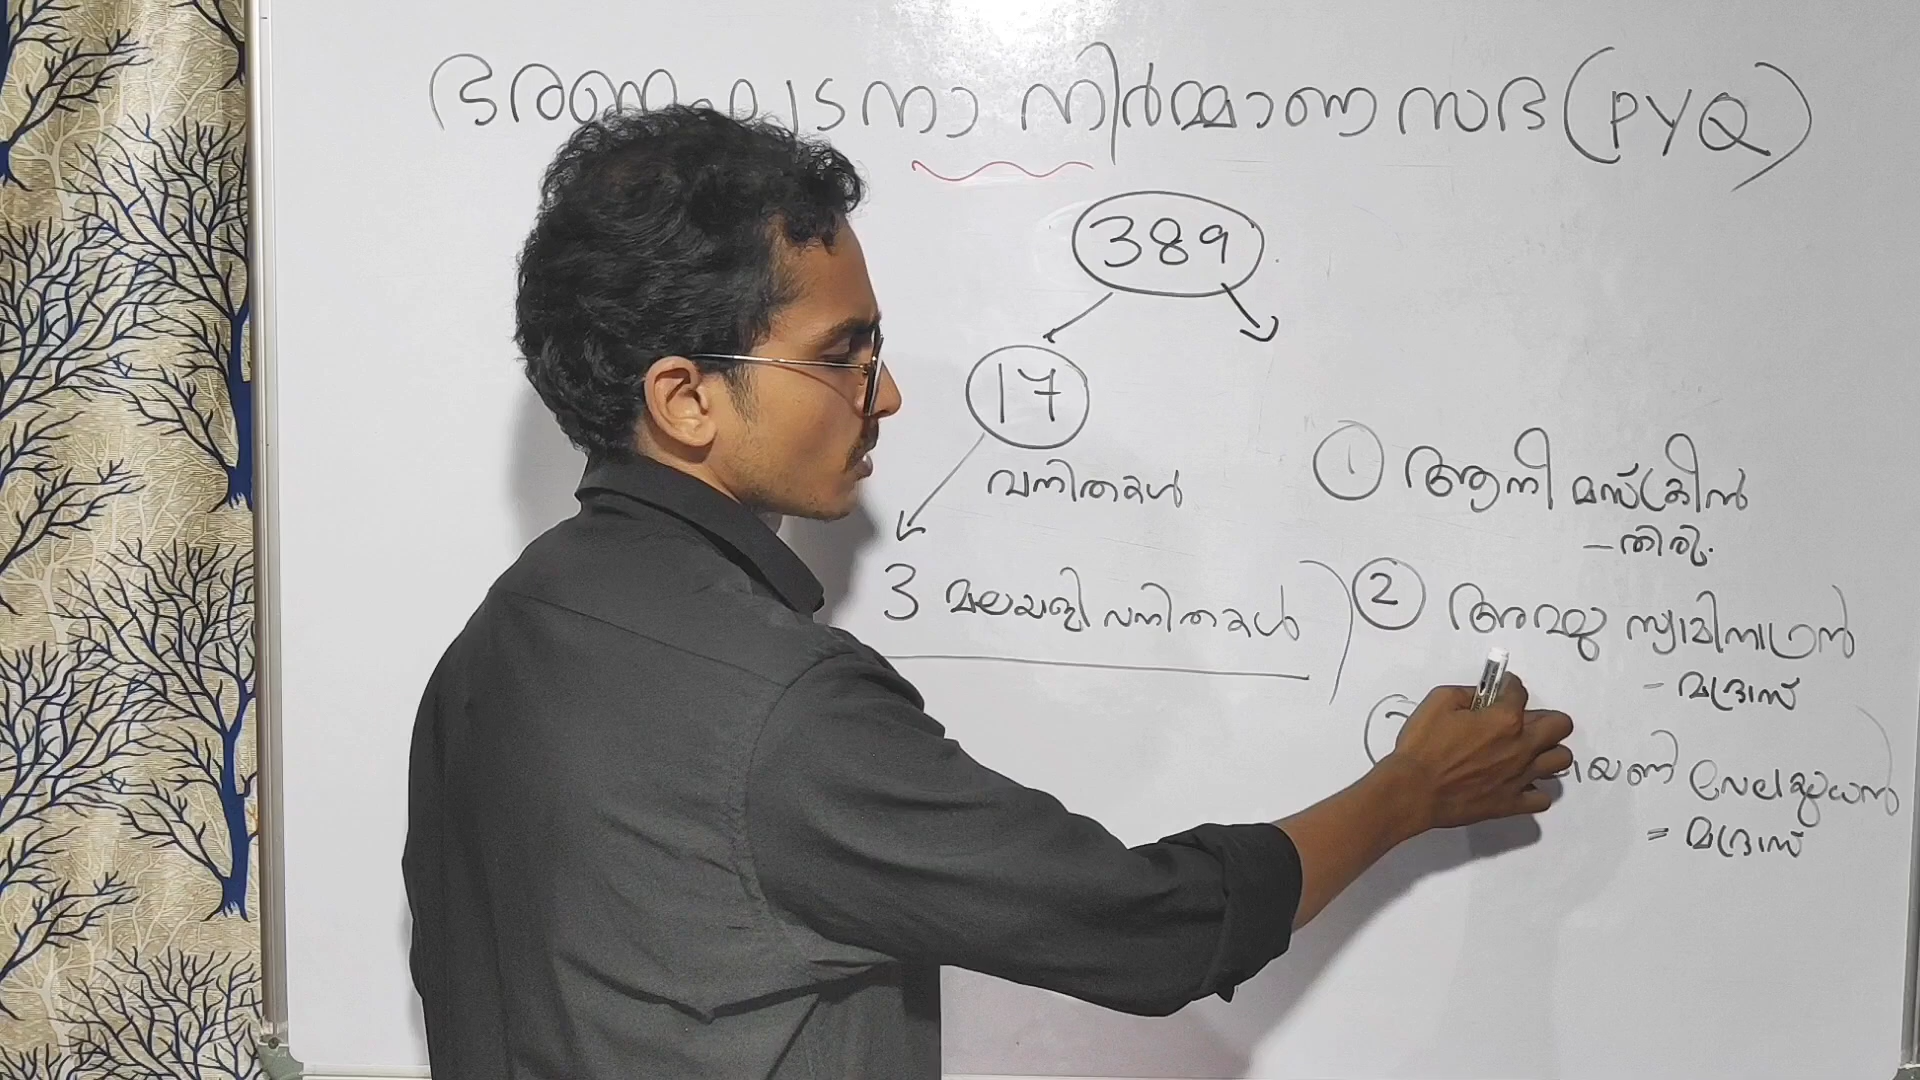 ഭരണഘടനാ നിർമ്മാണസഭ (PYQ)
389
17
വനിതകൾ
3 മലയാളി വനിതകൾ
① ആനി മസ്ക്രീൻ
- തിരു.
② അമ്മു സ്വാമിനാഥൻ
- മദ്രാസ്
വേലായുധൻ
= മദ്രാസ്